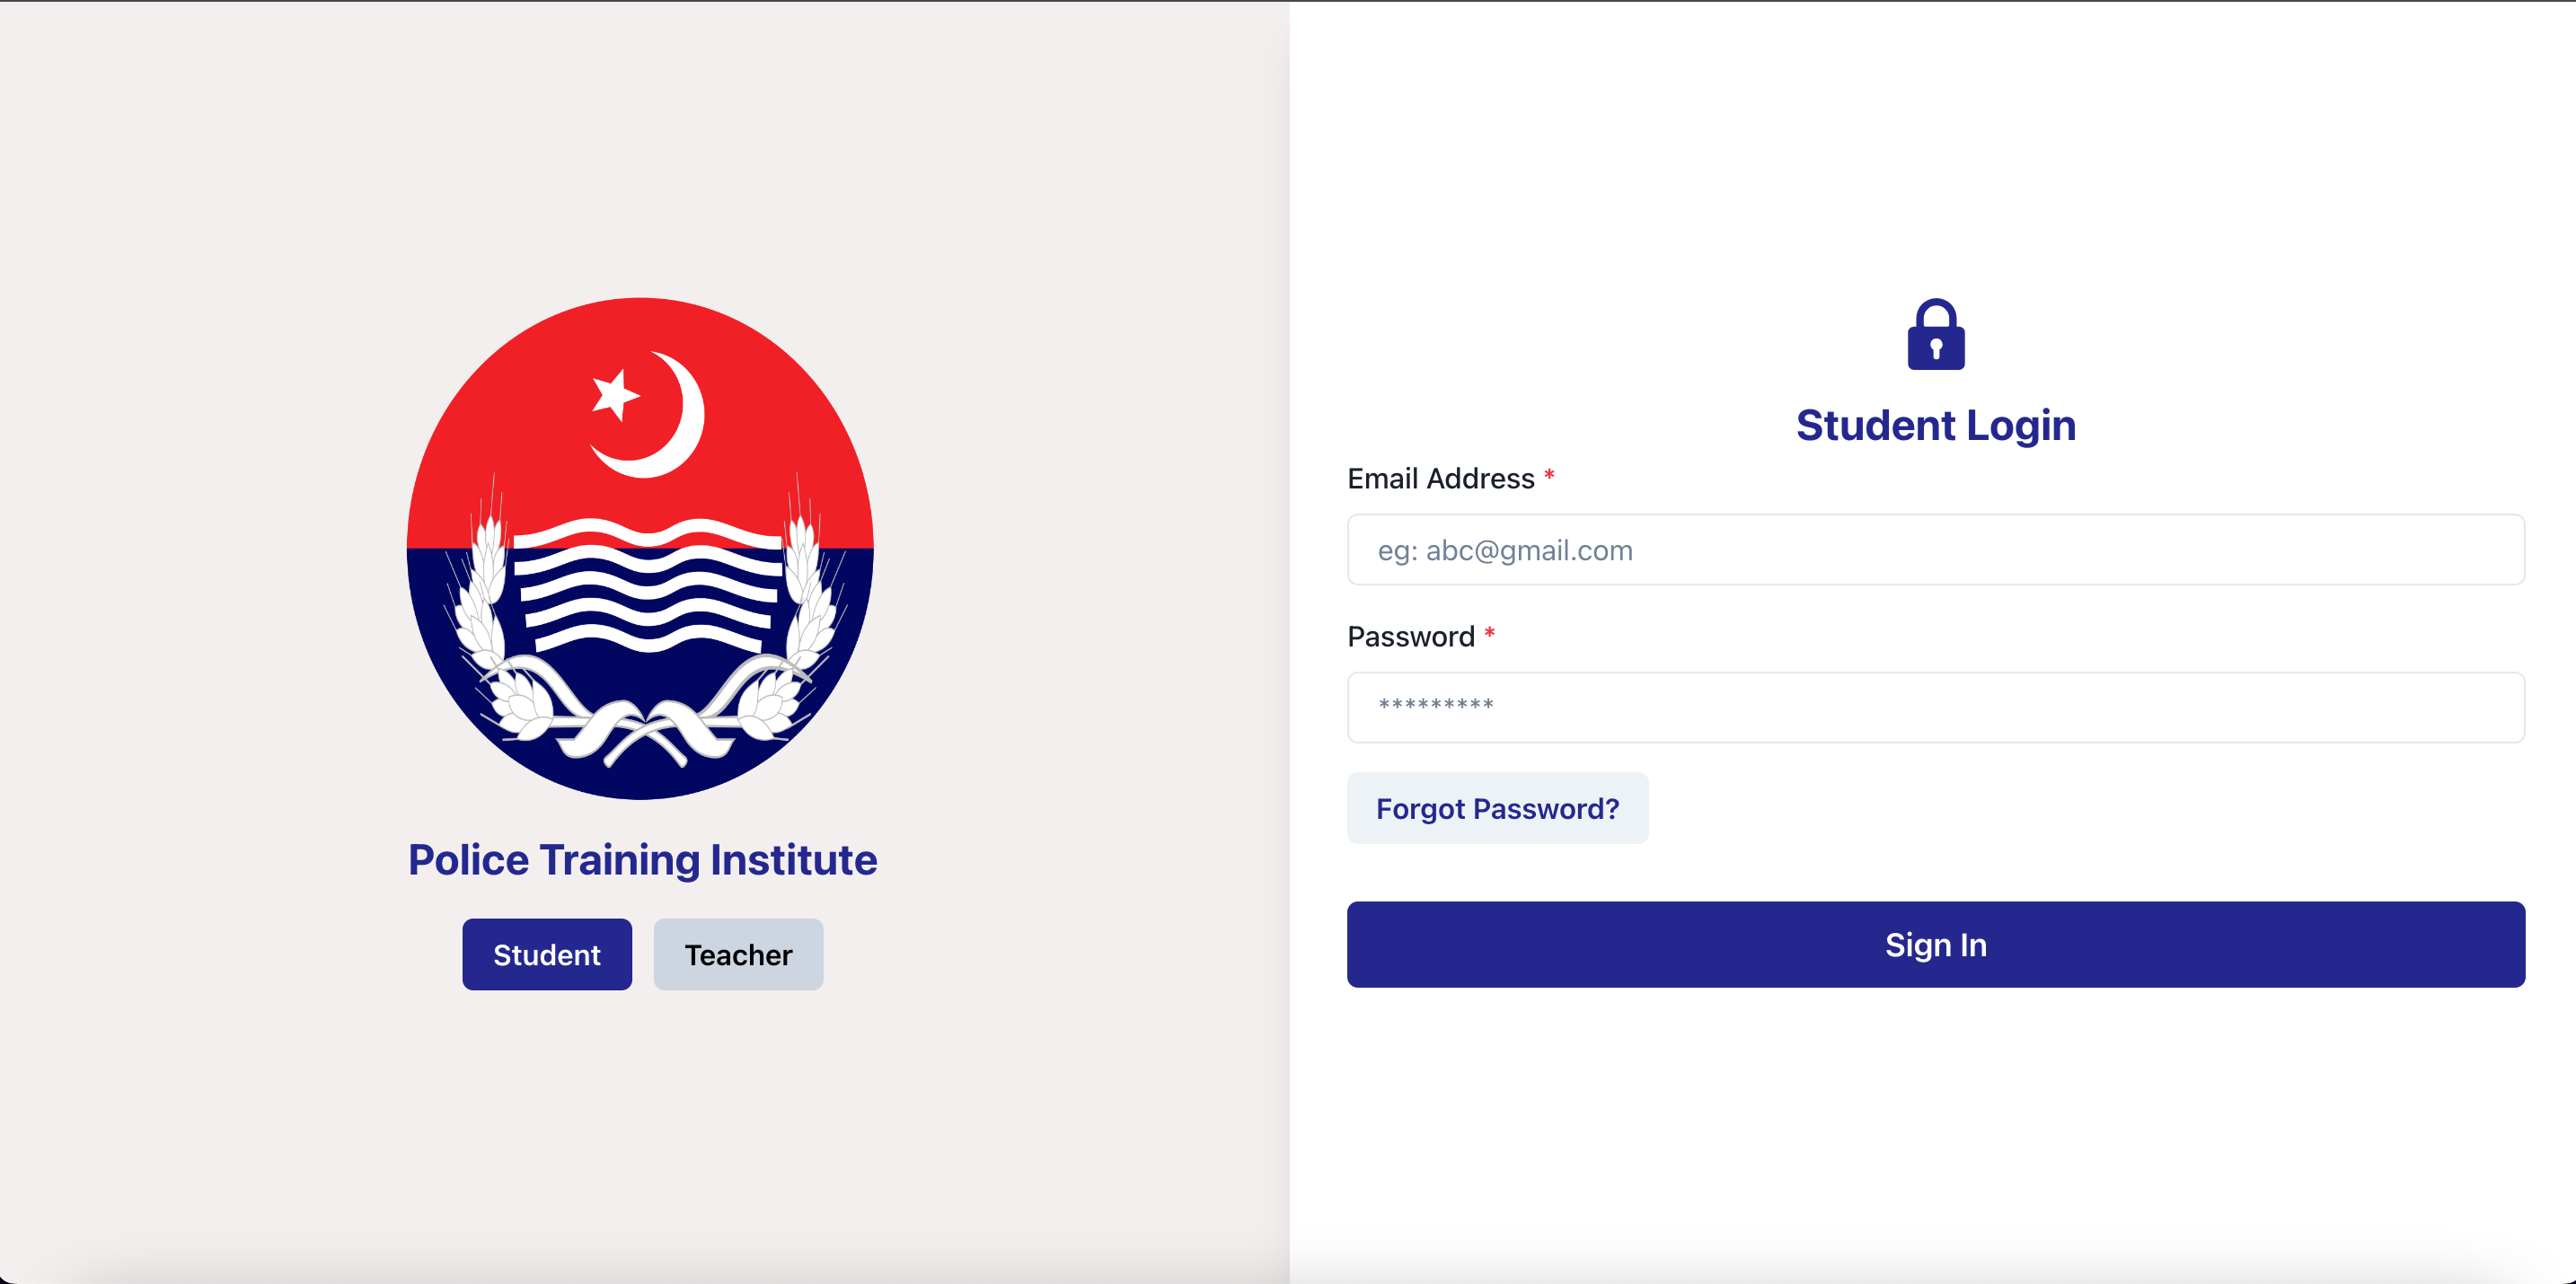 Police Training Institute
Student
Teacher
Student Login
Email Address *
eg: abc@gmail.com
Password *
*********
Forgot Password?
Sign In